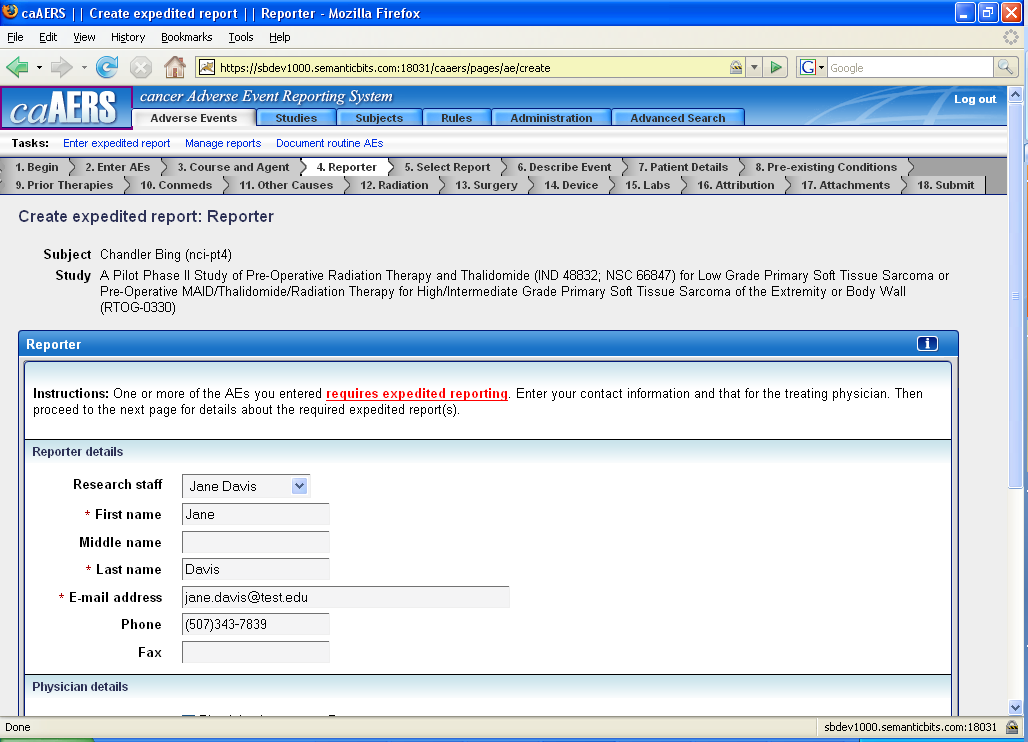 caAERS | | Create expedited report | | Reporter - Mozilla Firefox
File Edit View History Bookmarks Tools Help
https://sbdev1000.semanticbits.com:18031/caaers/pages/ae/create
G Google
caAERS cancer Adverse Event Reporting System Log out
Adverse Events Studies Subjects Rules Administration Advanced Search
Tasks: Enter expedited report Manage reports Document routine AEs
1. Begin 2. Enter AEs 3. Course and Agent 4. Reporter 5. Select Report 6. Describe Event 7. Patient Details 8. Pre-existing Conditions
9. Prior Therapies 10. Conmeds 11. Other Causes 12. Radiation 13. Surgery 14. Device 15. Labs 16. Attribution 17. Attachments 18. Submit
Create expedited report: Reporter
Subject Chandler Bing (nci-pt4)
Study A Pilot Phase II Study of Pre-Operative Radiation Therapy and Thalidomide (IND 48832; NSC 66847) for Low Grade Primary Soft Tissue Sarcoma or
Pre-Operative MAID/Thalidomide/Radiation Therapy for High/Intermediate Grade Primary Soft Tissue Sarcoma of the Extremity or Body Wall
(RTOG-0330)
Reporter i
Instructions: One or more of the AEs you entered requires expedited reporting. Enter your contact information and that for the treating physician. Then
proceed to the next page for details about the required expedited report(s).
Reporter details
Research staff Jane Davis
* First name Jane
Middle name
* Last name Davis
* E-mail address jane.davis@test.edu
Phone (507)343-7839
Fax
Physician details
Done sbdev1000.semanticbits.com:18031